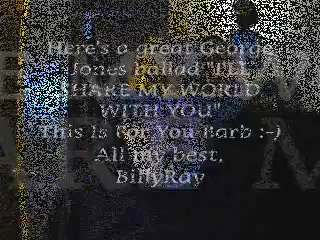 Here's a great George
Jones ballad "I'LL
SHARE MY WORLD
WITH YOU"
This Is For You Barb :-)
All my best,
BillyRay